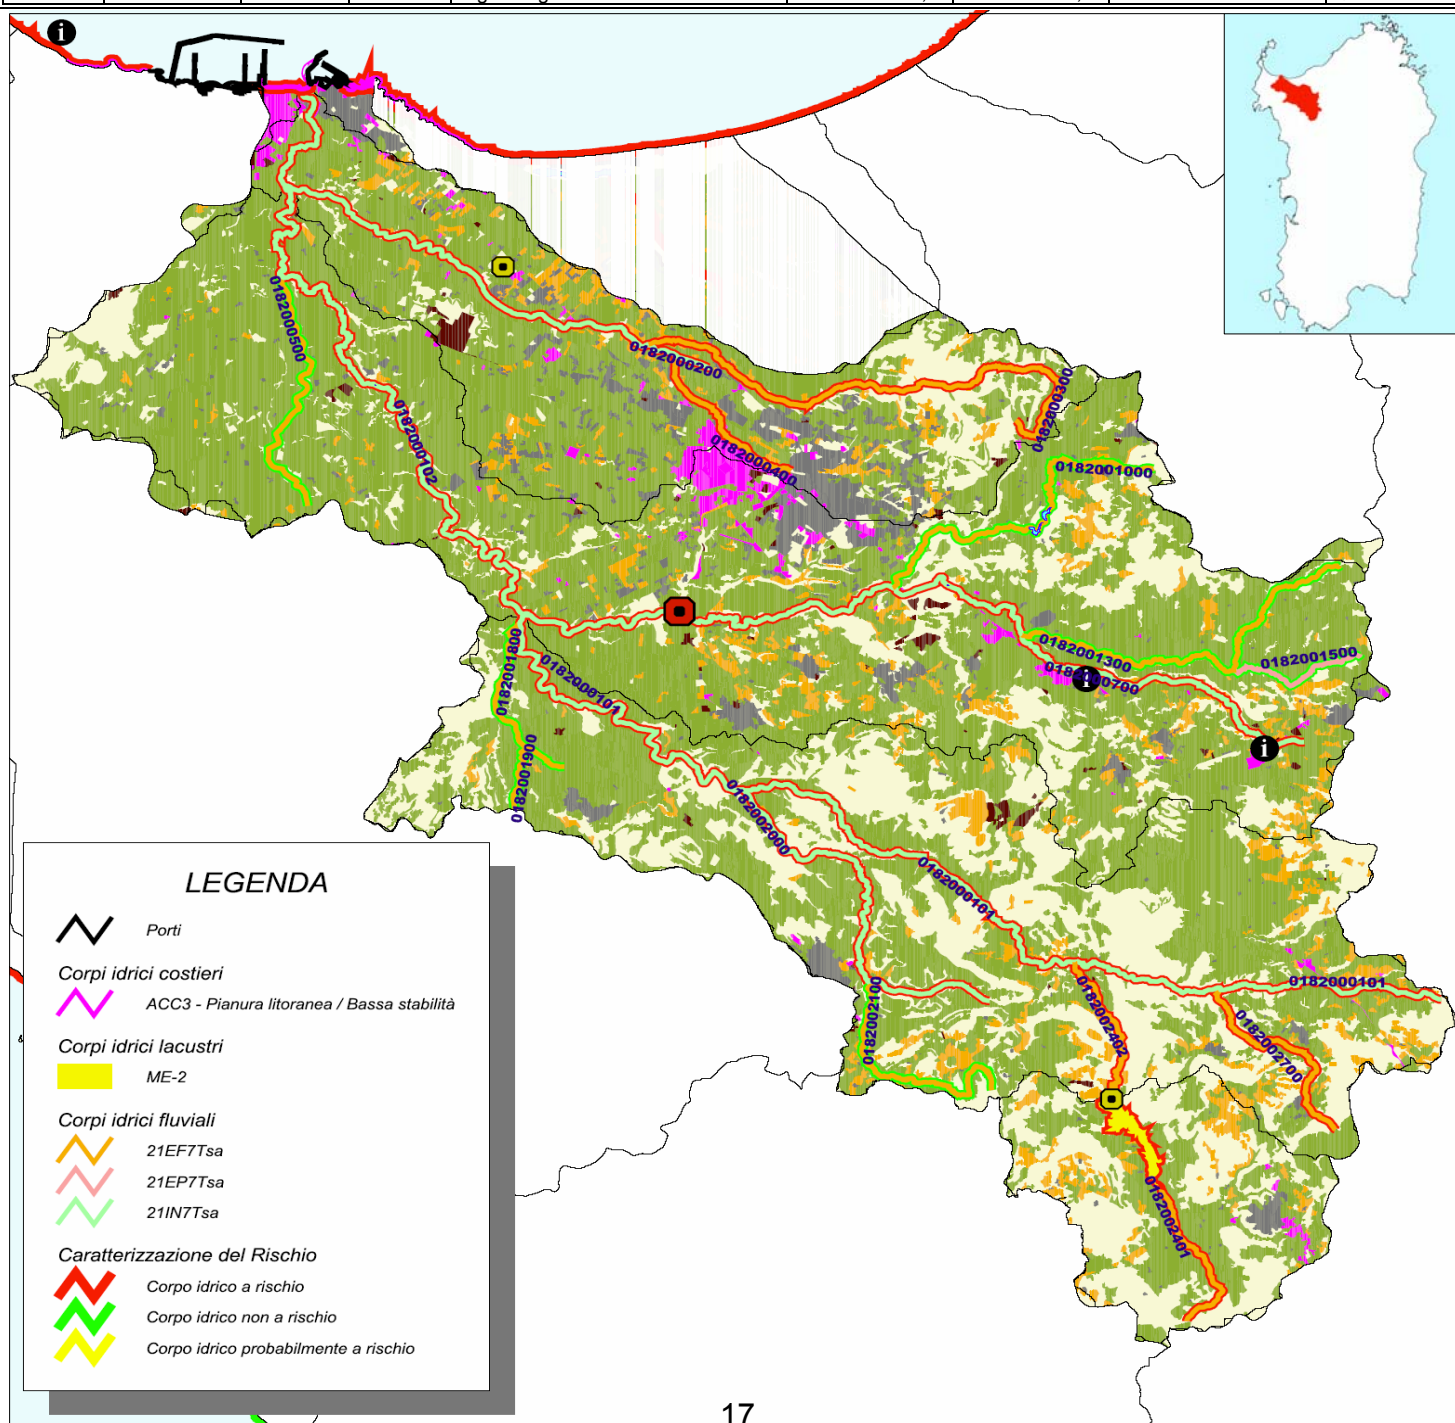 i
0182000500
0182000200
0182000300
0182000102
0182000400
0182001000
0182001800
0182000101
0182001300
0182001500
0182000700
i
i
0182001900
0182002000
0182000101
0182002100
0182000101
0182002402
0182002700
0182002401
LEGENDA
Porti
Corpi idrici costieri
ACC3 - Pianura litoranea / Bassa stabilità
Corpi idrici lacustri
ME-2
Corpi idrici fluviali
21EF7Tsa
21EP7Tsa
21IN7Tsa
Caratterizzazione del Rischio
Corpo idrico a rischio
Corpo idrico non a rischio
Corpo idrico probabilmente a rischio
17